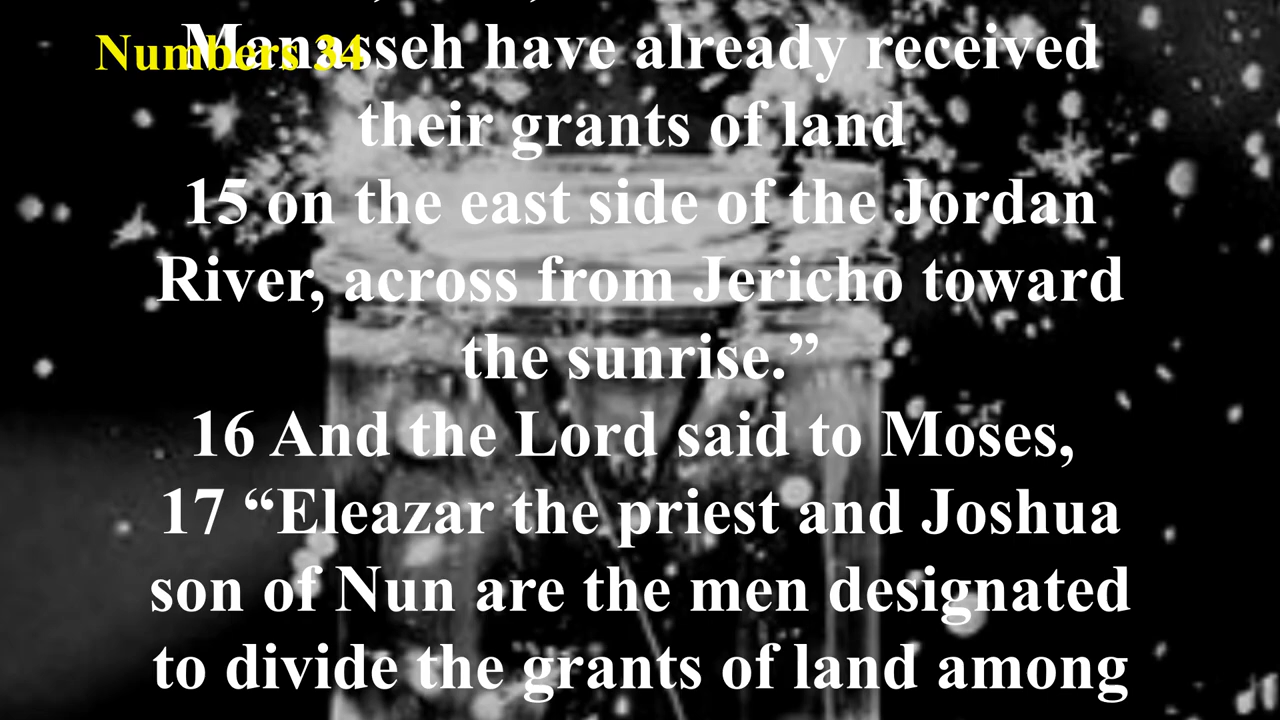 Numbers 34
Manasseh have already received
their grants of land
15 on the east side of the Jordan
River, across from Jericho toward
the sunrise.”
16 And the Lord said to Moses,
17 “Eleazar the priest and Joshua
son of Nun are the men designated
to divide the grants of land among